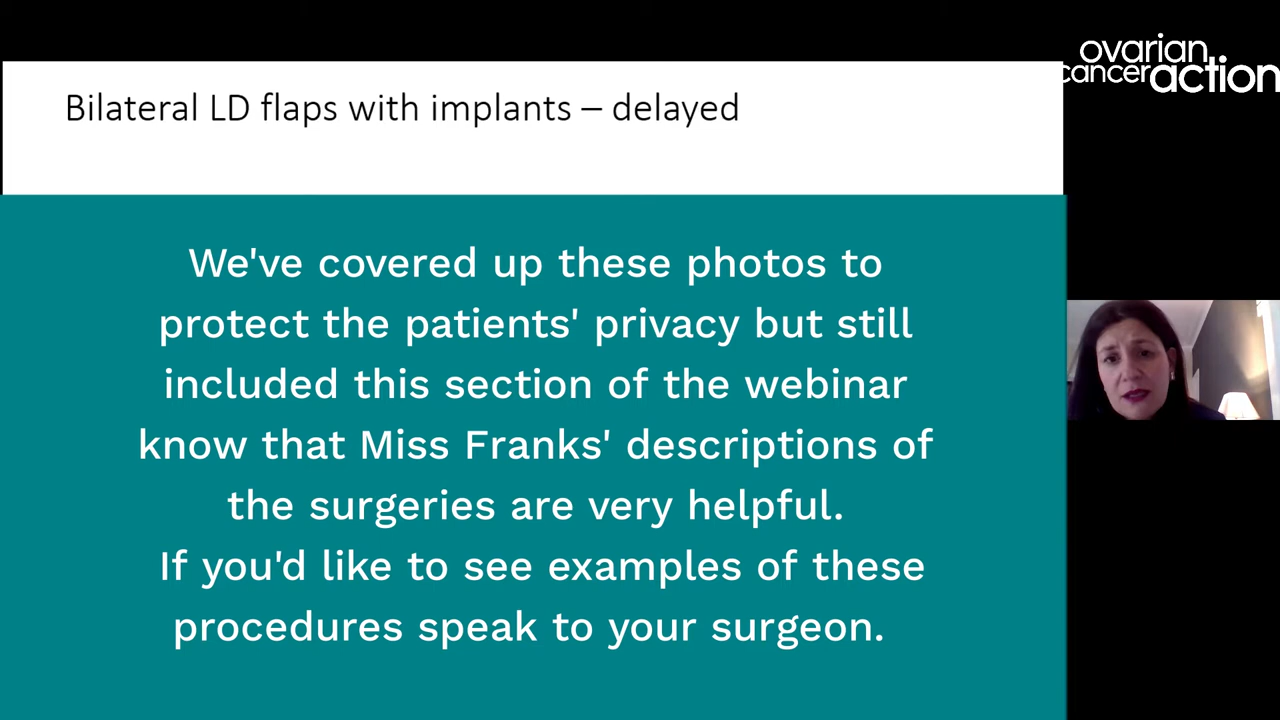 ovarian
cancer action
Bilateral LD flaps with implants – delayed
We've covered up these photos to
protect the patients' privacy but still
included this section of the webinar
know that Miss Franks' descriptions of
the surgeries are very helpful.
If you'd like to see examples of these
procedures speak to your surgeon.